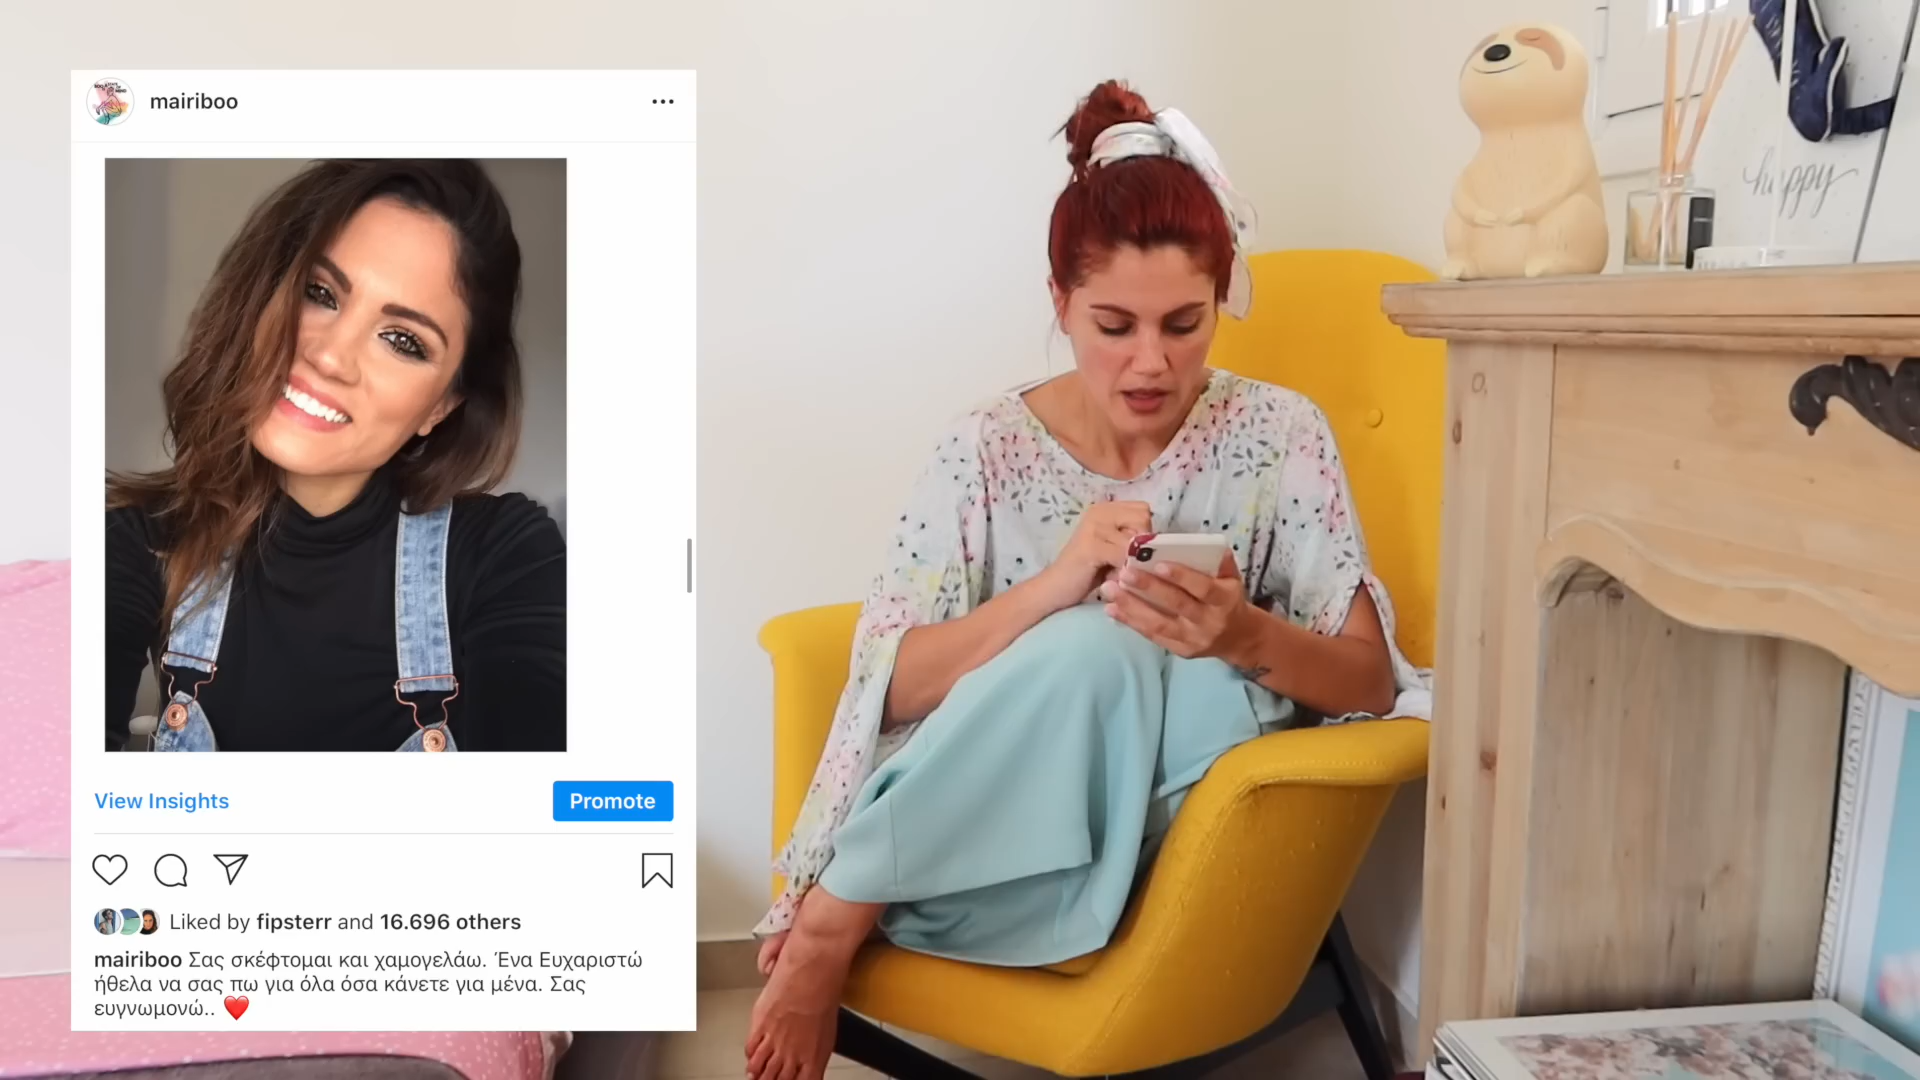 mairiboo
happy
View Insights
Promote
Liked by fipsterr and 16.696 others
mairiboo Σας σκέφτομαι και χαμογελάω. Ένα Ευχαριστώ
ήθελα να σας πω για όλα όσα κάνετε για μένα. Σας
ευγνωμονώ.. ❤️